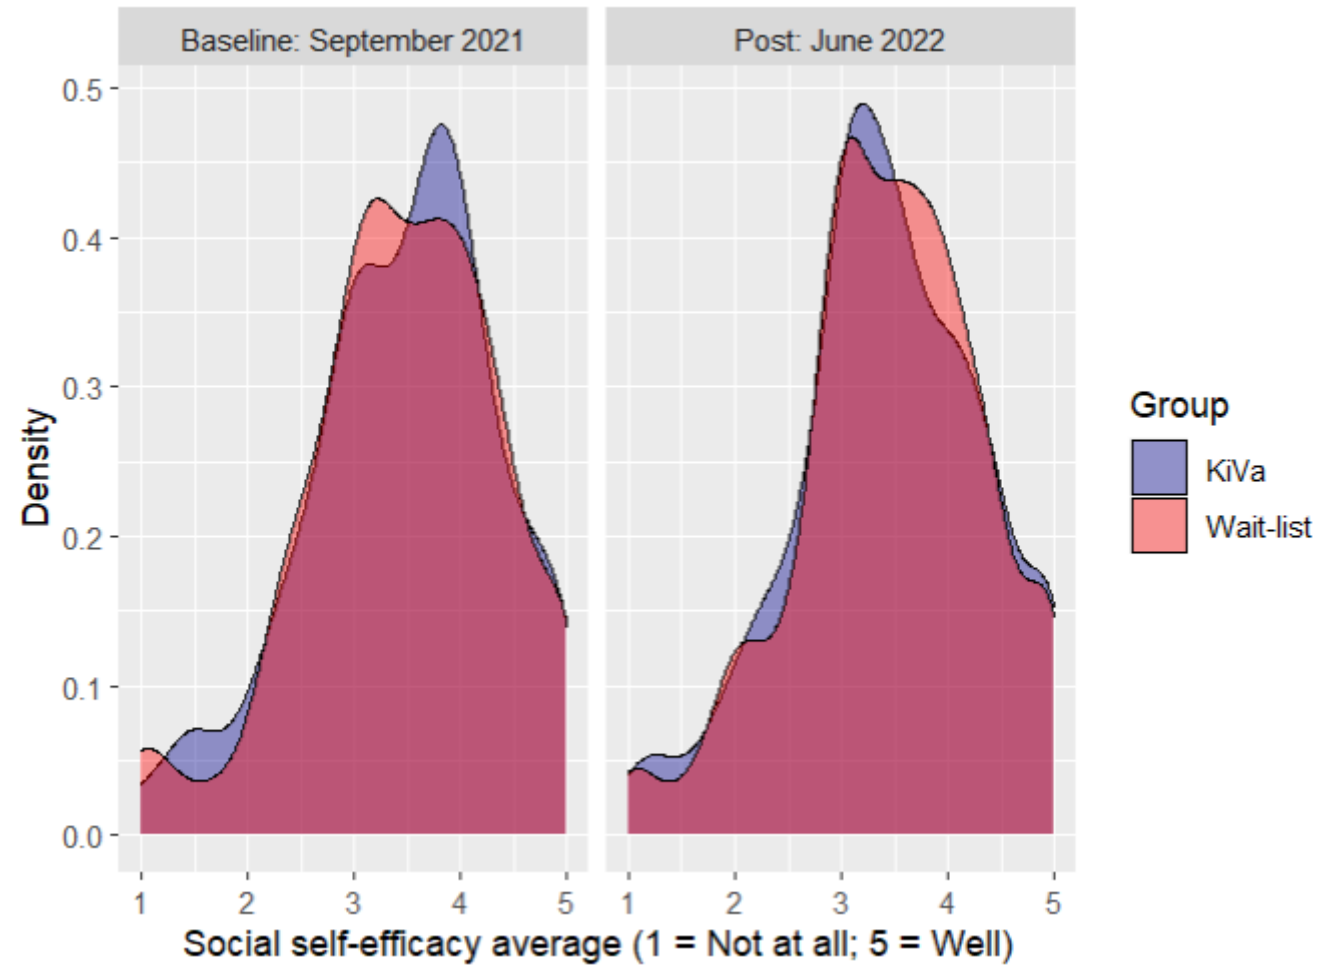 Baseline: September 2021
Post: June 2022
0.5
0.4
0.3
0.2
0.1
0.0
Density
1 2 3 4 5
1 2 3 4 5
Social self-efficacy average (1 = Not at all; 5 = Well)
Group
KiVa
Wait-list